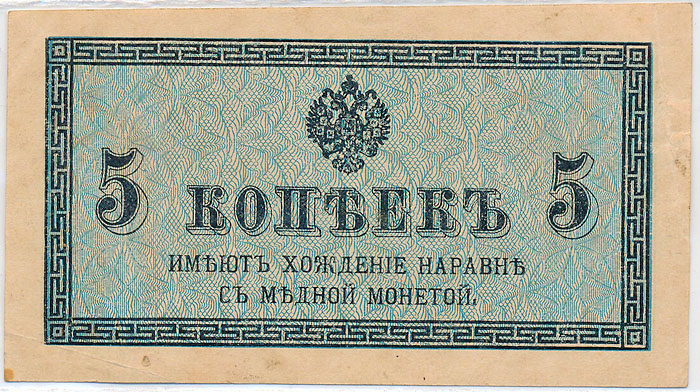 5 КОПѢЕКЪ 5
ИМѢЮТЪ ХОЖДЕНІЕ НАРАВНѢ
СЪ МѢДНОЙ МОНЕТОЙ.